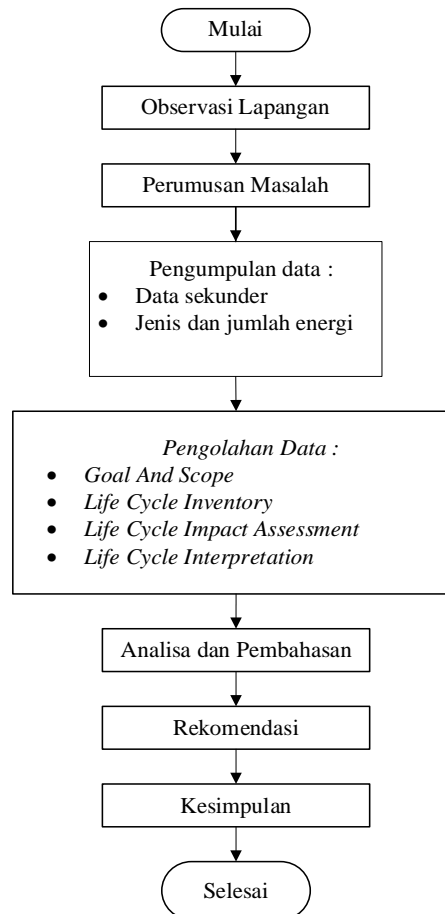 Mulai
Observasi Lapangan
Perumusan Masalah
Pengumpulan data :
• Data sekunder
• Jenis dan jumlah energi
Pengolahan Data :
• Goal And Scope
• Life Cycle Inventory
• Life Cycle Impact Assessment
• Life Cycle Interpretation
Analisa dan Pembahasan
Rekomendasi
Kesimpulan
Selesai